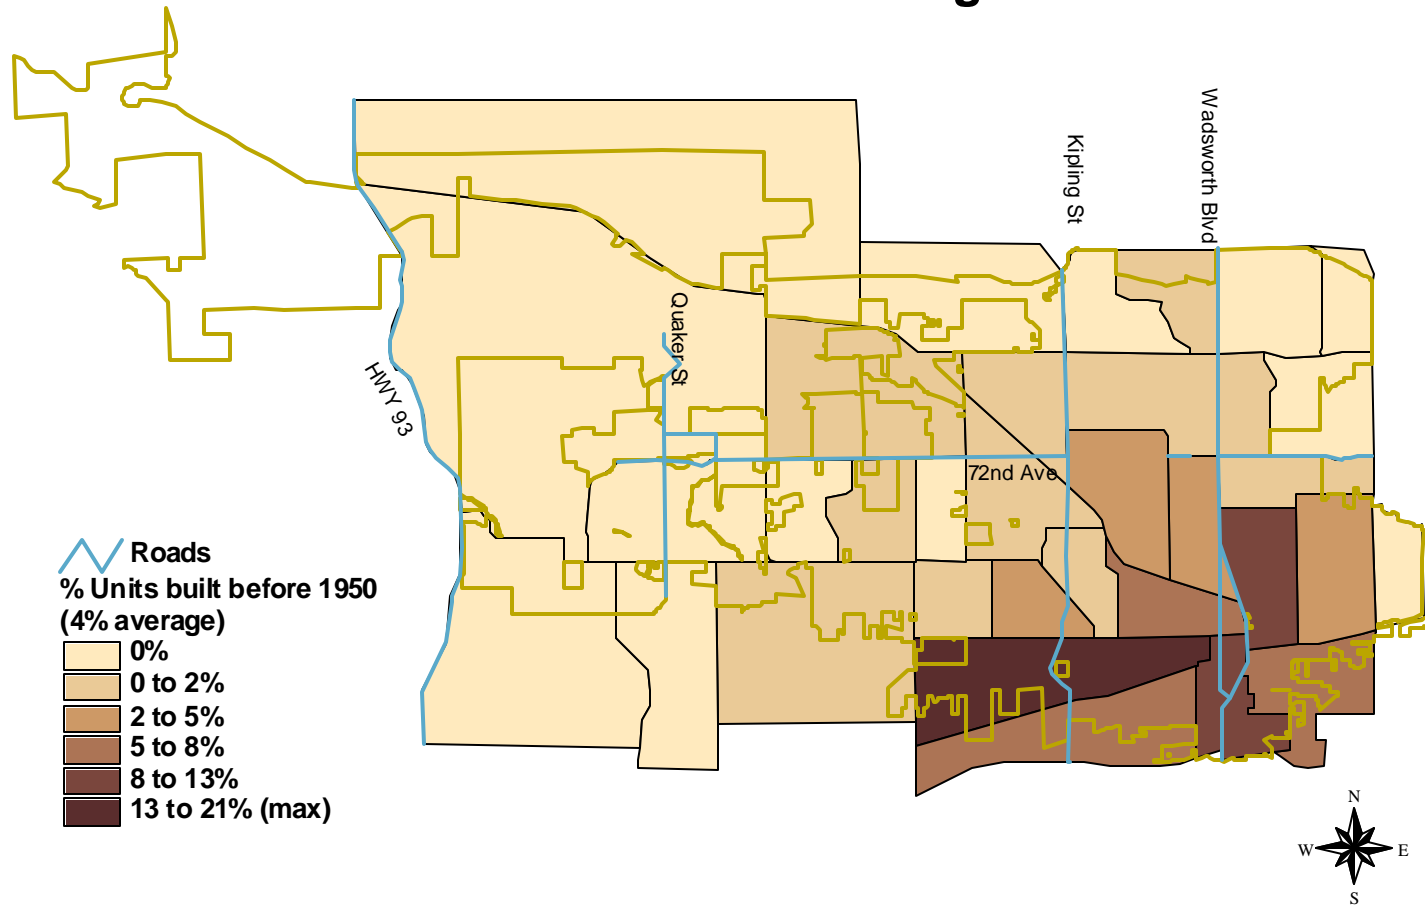 Wadsworth Blvd
Kipling St
Quaker St
HWY 93
72nd Ave
Roads
% Units built before 1950
(4% average)
0%
0 to 2%
2 to 5%
5 to 8%
8 to 13%
13 to 21% (max)
N
W
E
S